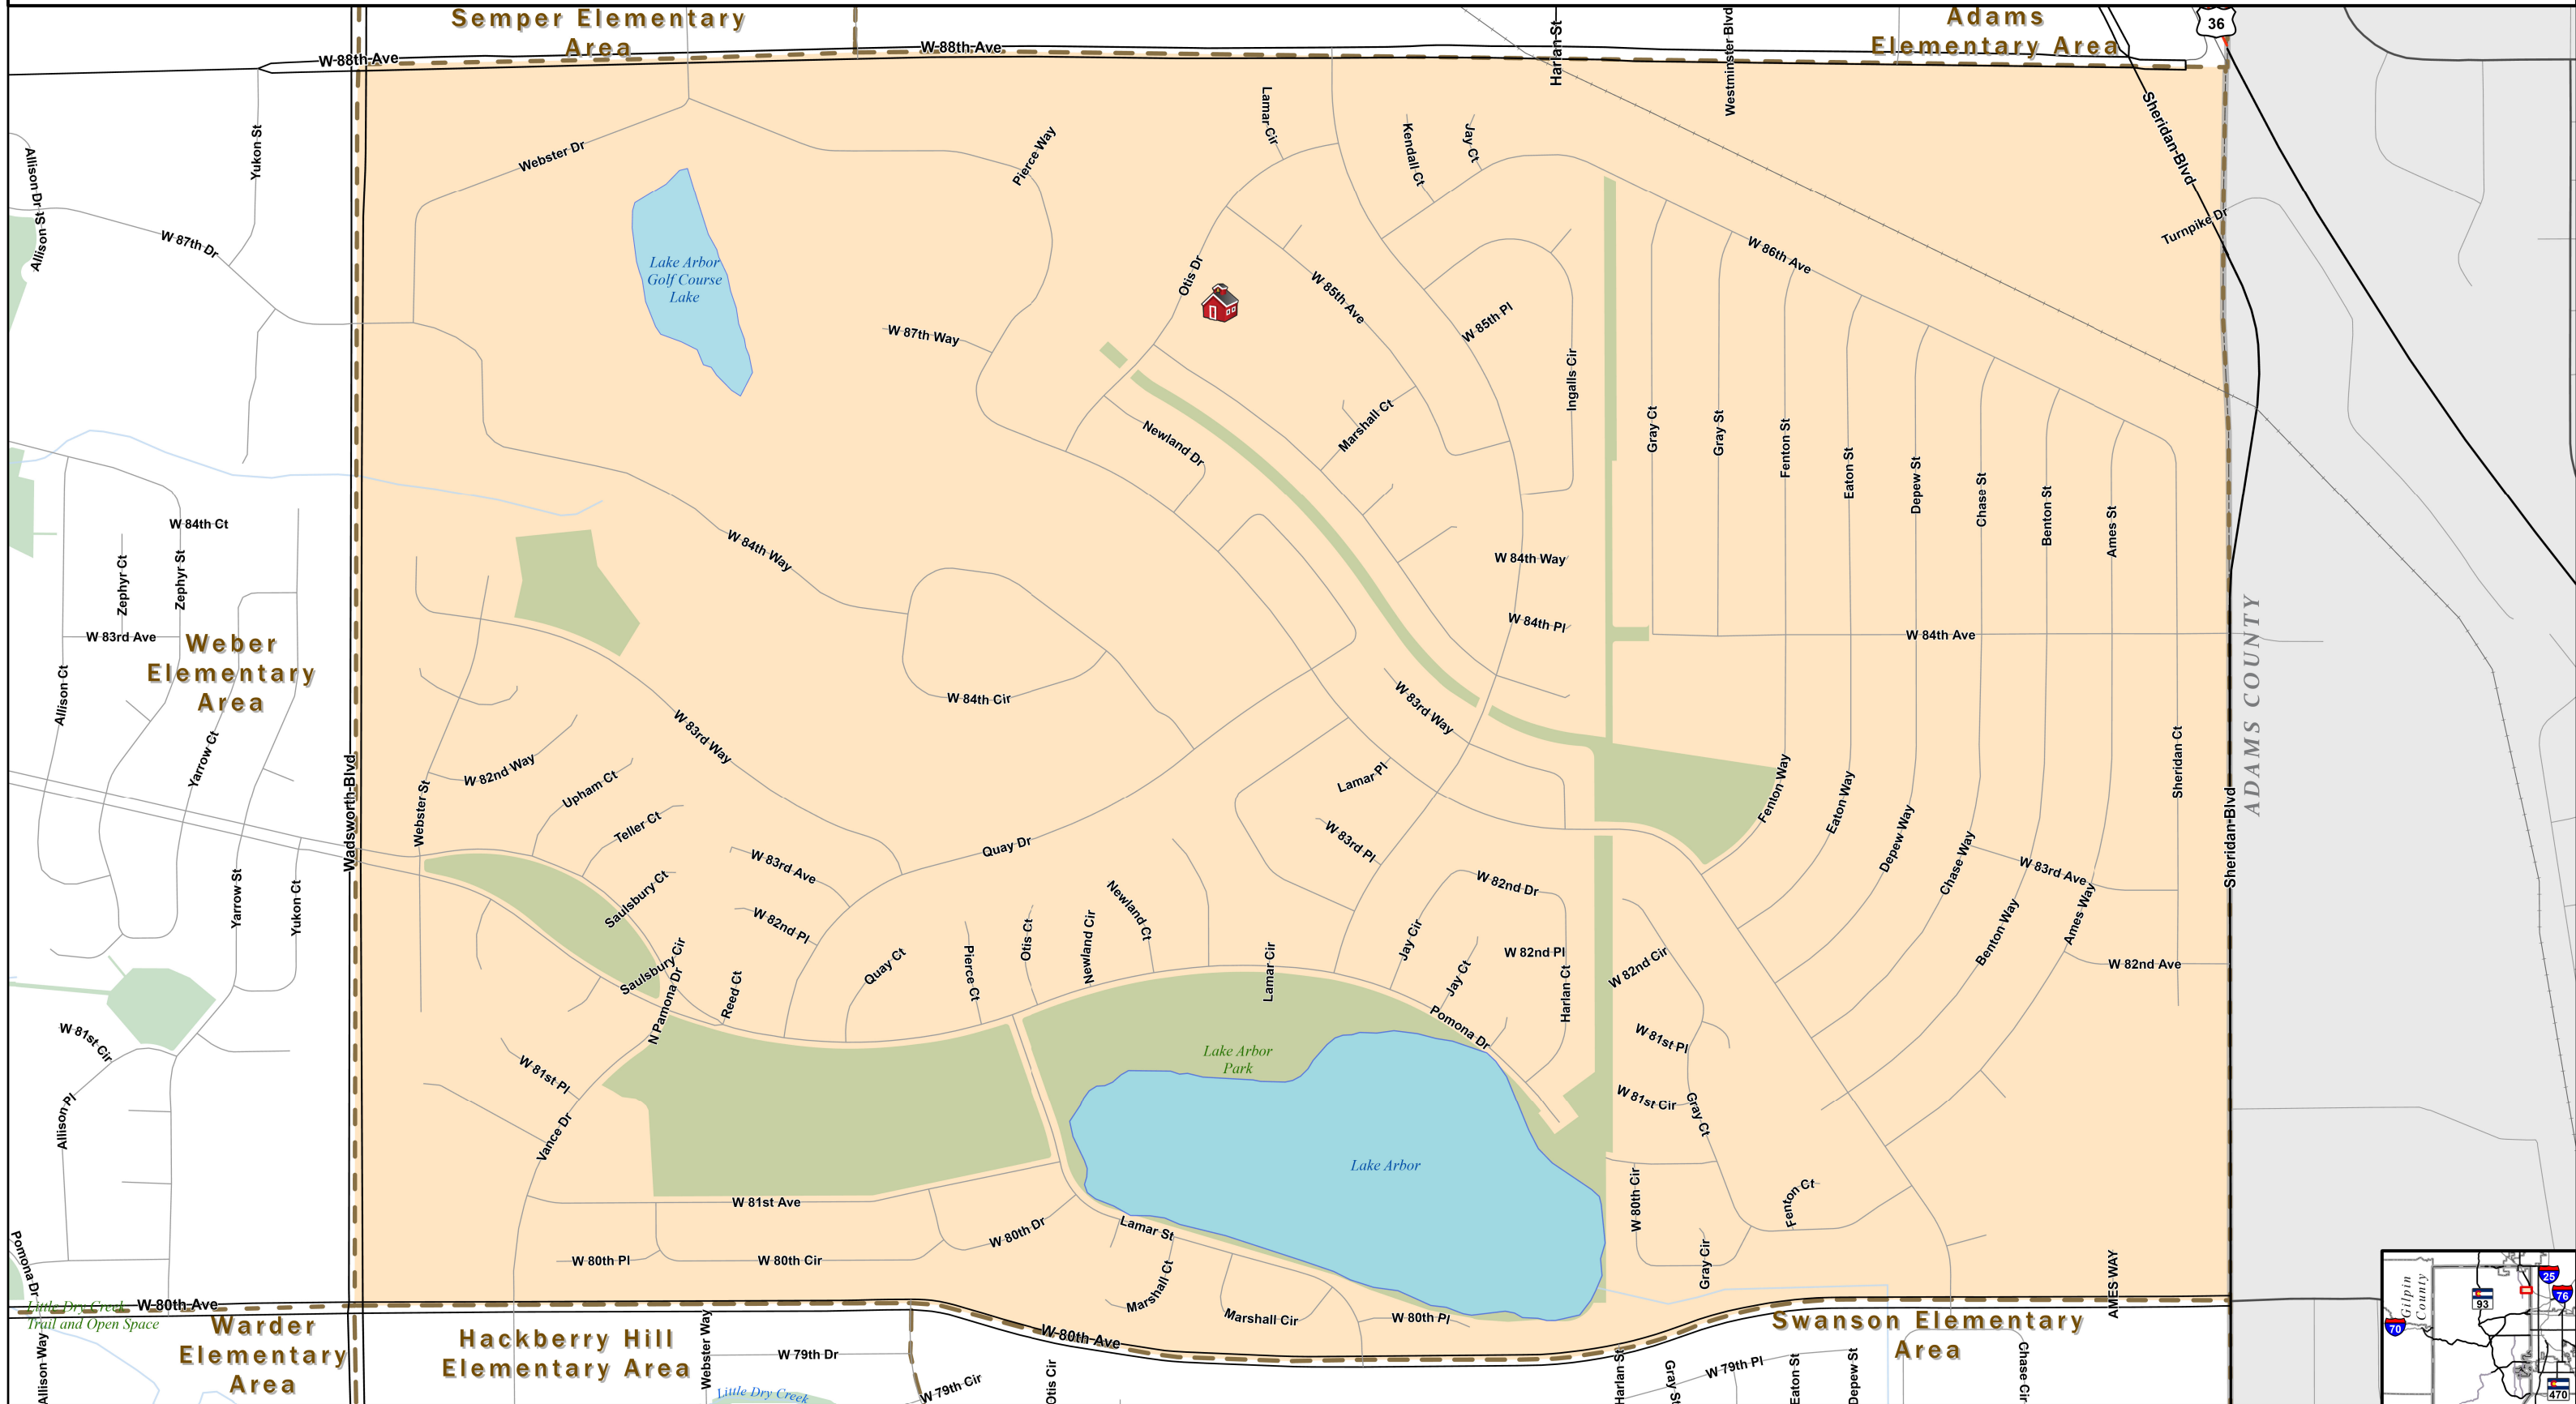 Semper Elementary
Area
Adams
Elementary Area
36
W 88th Ave
W 88th Ave
Harlan St
Westminster Blvd
Sheridan Blvd
Turnpike Dr
Allison Dr
Allison St
Yukon St
W 87th Dr
Webster Dr
Pierce Way
Lamar Cir
Kendall Ct
Jay Ct
W 86th Ave
Lake Arbor
Golf Course
Lake
Otis Dr
W 85th Ave
W 85th Pl
W 87th Way
Ingalls Cir
Marshall Ct
Newland Dr
Gray Ct
Gray St
Fenton St
Eaton St
Depew St
Chase St
Benton St
Ames St
W 84th Ct
Zephyr Ct
Zephyr St
W 83rd Ave
W 84th Way
W 84th Way
W 84th Pl
W 84th Ave
Weber
Elementary
Area
Allison Ct
Yarrow Ct
W 84th Cir
W 83rd Way
W 83rd Way
ADAMS COUNTY
Wadsworth Blvd
Webster St
W 82nd Way
Upham Ct
Teller Ct
Lamar Pl
W 83rd Pl
Quay Dr
Fenton Way
Eaton Way
Depew Way
Chase Way
Sheridan Ct
Sheridan Blvd
W 83rd Ave
W 83rd Ave
Yarrow St
Yukon Ct
Saulsbury Ct
W 82nd Pl
Saulsbury Cir
N Pamona Dr
Reed Ct
Quay Ct
Pierce Ct
Otis Ct
Newland Cir
Newland Ct
Lamar Cir
Jay Cir
W 82nd Dr
Jay Ct
W 82nd Pl
Harlan Ct
W 82nd Cir
Benton Way
Ames Way
W 82nd Ave
Pomona Dr
W 81st Cir
W 81st Pl
W 81st Pl
Lake Arbor
Park
W 81st Cir
Gray Ct
Allison Pl
Vance Dr
Lake Arbor
W 81st Ave
W 80th Pl
W 80th Cir
W 80th Dr
Lamar St
Marshall Ct
Marshall Cir
W 80th Pl
W 80th Cir
Gray Cir
Fenton Ct
AMES WAY
Pomona Dr
W 80th Ave
Little Dry Creek
Trail and Open Space
Allison Way
Warder
Elementary
Area
Hackberry Hill
Elementary Area
Webster Way
W 79th Dr
Little Dry Creek
W 79th Cir
Otis Cir
W 80th Ave
Swanson Elementary
Area
Harlan St
Gray St
W 79th Pl
Eaton St
Depew St
Chase Cir
Gilpin
County
93
70
25
76
470